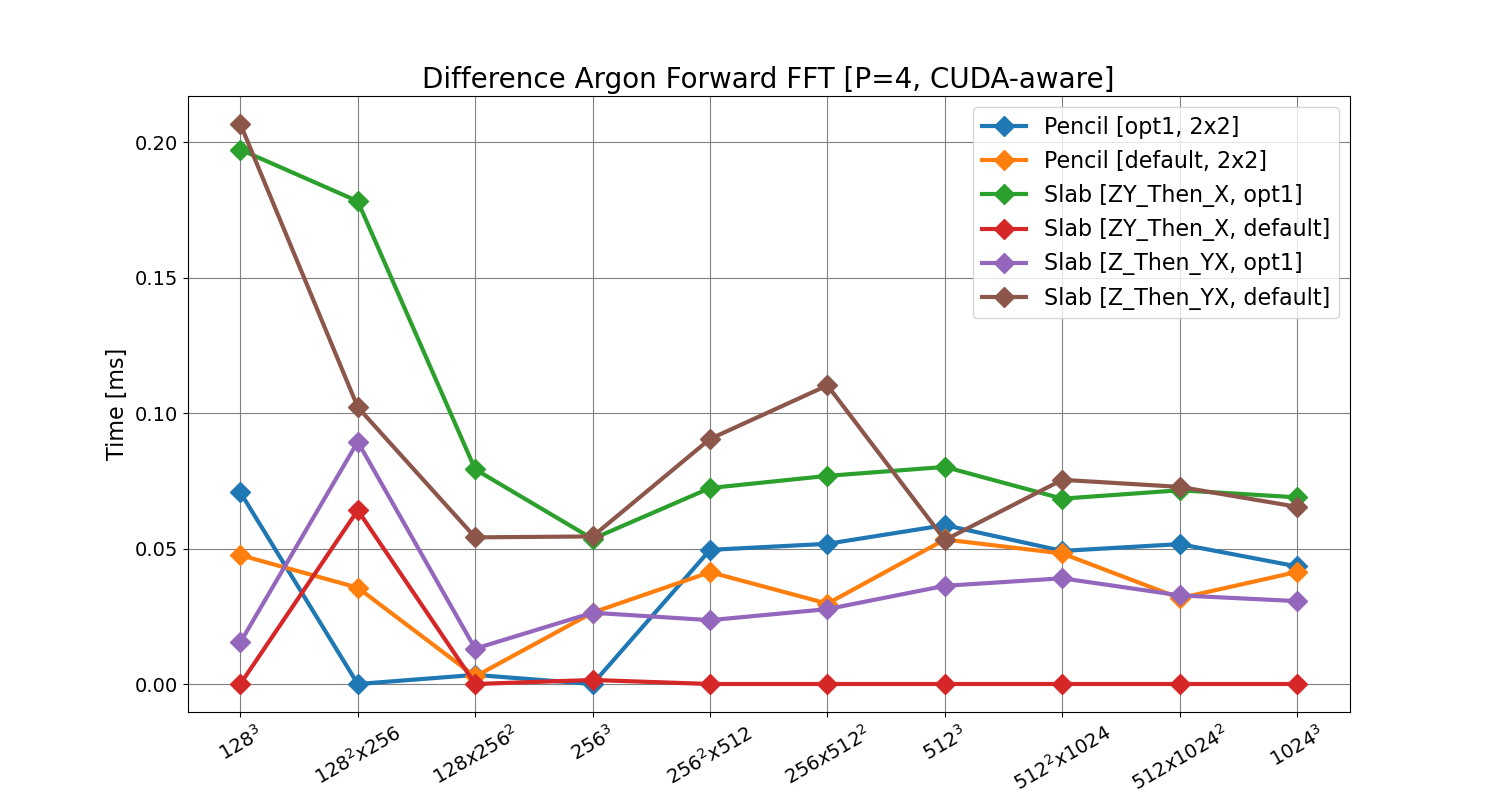 Difference Argon Forward FFT [P=4, CUDA-aware]
Pencil [opt1, 2x2]
Pencil [default, 2x2]
Slab [ZY_Then_X, opt1]
Slab [ZY_Then_X, default]
Slab [Z_Then_YX, opt1]
Slab [Z_Then_YX, default]
Time [ms]
0.20
0.15
0.10
0.05
0.00
128³
128²x256
128x256²
256³
256²x512
256x512²
512³
512²x1024
512x1024²
1024³